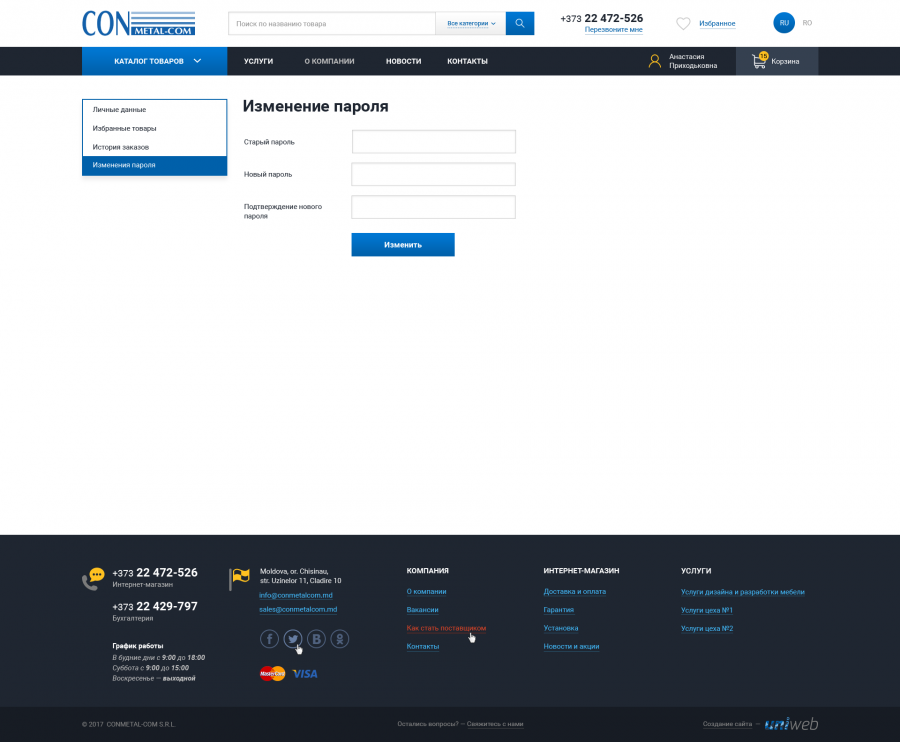 CON METAL-COM
Поиск по названию товара
Все категории
+373 22 472-526
Перезвоните мне
Избранное
RU
RO
КАТАЛОГ ТОВАРОВ
УСЛУГИ
О КОМПАНИИ
НОВОСТИ
КОНТАКТЫ
Анастасия
Приходьковна
Корзина
Личные данные
Избранные товары
История заказов
Изменения пароля
Изменение пароля
Старый пароль
Новый пароль
Подтверждение нового
пароля
Изменить
+373 22 472-526
Интернет-магазин
+373 22 429-797
Бухгалтерия
График работы
В будние дни с 9:00 до 18:00
Суббота с 9:00 до 15:00
Воскресенье – выходной
Moldova, or. Chisinau,
str. Uzinelor 11, Cladire 10
info@conmetalcom.md
sales@conmetalcom.md
MasterCard
VISA
КОМПАНИЯ
О компании
Вакансии
Как стать поставщиком
Контакты
ИНТЕРНЕТ-МАГАЗИН
Доставка и оплата
Гарантия
Установка
Новости и акции
УСЛУГИ
Услуги дизайна и разработки мебели
Услуги цеха №1
Услуги цеха №2
© 2017 CONMETAL-COM S.R.L.
Остались вопросы? – Свяжитесь с нами
Создание сайта –
uniweb